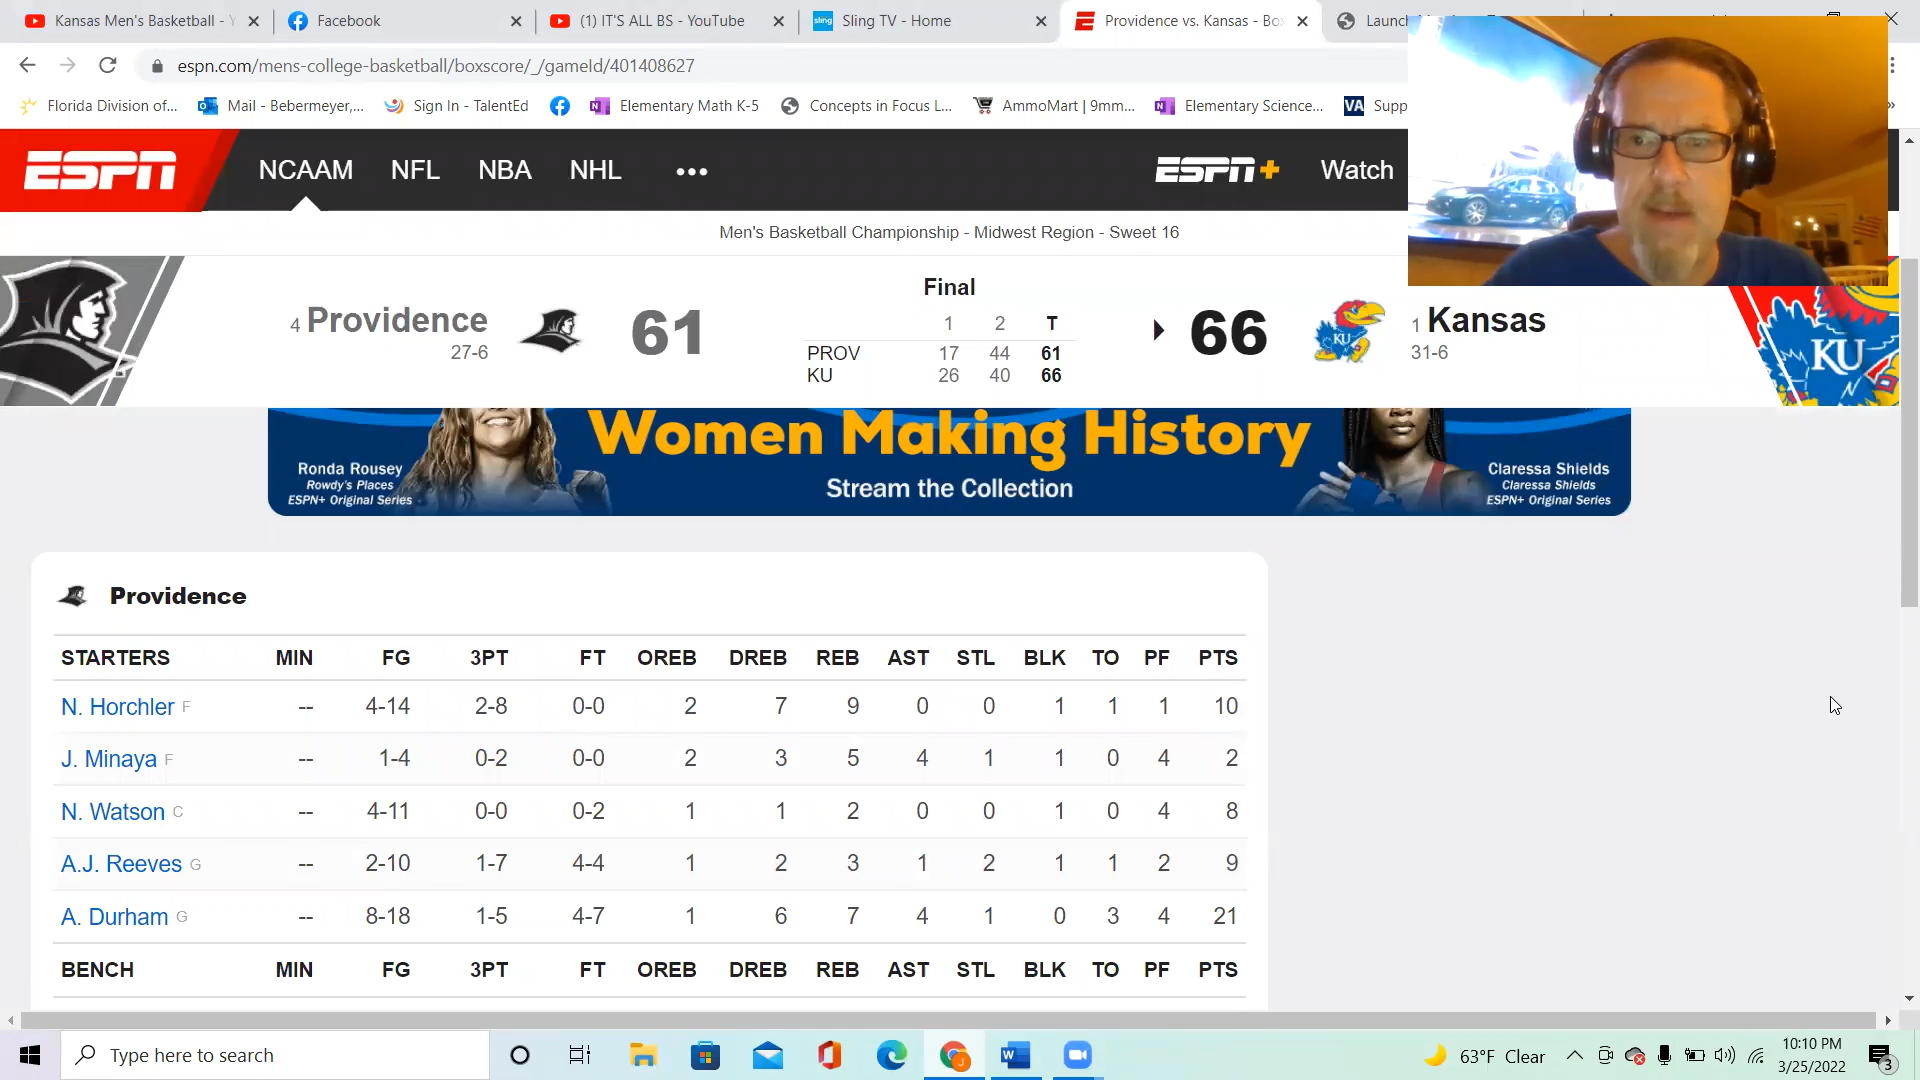 Kansas Men's Basketball - Y
Facebook
(1) IT'S ALL BS - YouTube
sling
Sling TV - Home
Providence vs. Kansas - Bo
Launch
espn.com/mens-college-basketball/boxscore/_/gameId/401408627
Florida Division of...
Mail - Bebermeyer,...
Sign In - TalentEd
Elementary Math K-5
Concepts in Focus L...
AmmoMart | 9mm...
Elementary Science...
VA
Supp
ESPN
NCAAM
NFL
NBA
NHL
ESPN+
Watch
Men's Basketball Championship - Midwest Region - Sweet 16
Final
4 Providence
27-6
61
1 2 T
PROV 17 44 61
KU 26 40 66
66
KU
1 Kansas
31-6
KU
Women Making History
Stream the Collection
Ronda Rousey
Rowdy's Places
ESPN+ Original Series
Claressa Shields
Claressa Shields
ESPN+ Original Series
Providence
STARTERS MIN FG 3PT FT OREB DREB REB AST STL BLK TO PF PTS
N. Horchler F -- 4-14 2-8 0-0 2 7 9 0 0 1 1 1 10
J. Minaya F -- 1-4 0-2 0-0 2 3 5 4 1 1 0 4 2
N. Watson C -- 4-11 0-0 0-2 1 1 2 0 0 1 0 4 8
A.J. Reeves G -- 2-10 1-7 4-4 1 2 3 1 2 1 1 2 9
A. Durham G -- 8-18 1-5 4-7 1 6 7 4 1 0 3 4 21
BENCH MIN FG 3PT FT OREB DREB REB AST STL BLK TO PF PTS
Type here to search
W
63°F Clear
10:10 PM
3/25/2022
3